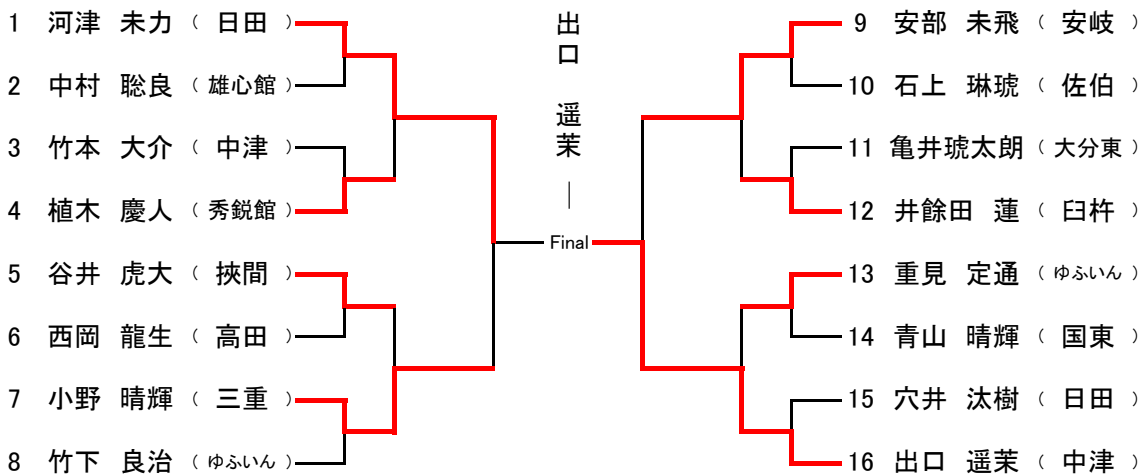 1 河津 未力 （ 日田 ）
2 中村 聡良 （ 雄心館 ）
3 竹本 大介 （ 中津 ）
4 植木 慶人 （ 秀鋭館 ）
5 谷井 虎大 （ 挾間 ）
6 西岡 龍生 （ 高田 ）
7 小野 晴輝 （ 三重 ）
8 竹下 良治 （ ゆふいん ）
出口 遥茉 ｜
Final
9 安部 未飛 （ 安岐 ）
10 石上 琳琥 （ 佐伯 ）
11 亀井琥太朗 （ 大分東 ）
12 井餘田 蓮 （ 臼杵 ）
13 重見 定通 （ ゆふいん ）
14 青山 晴輝 （ 国東 ）
15 穴井 汰樹 （ 日田 ）
16 出口 遥茉 （ 中津 ）